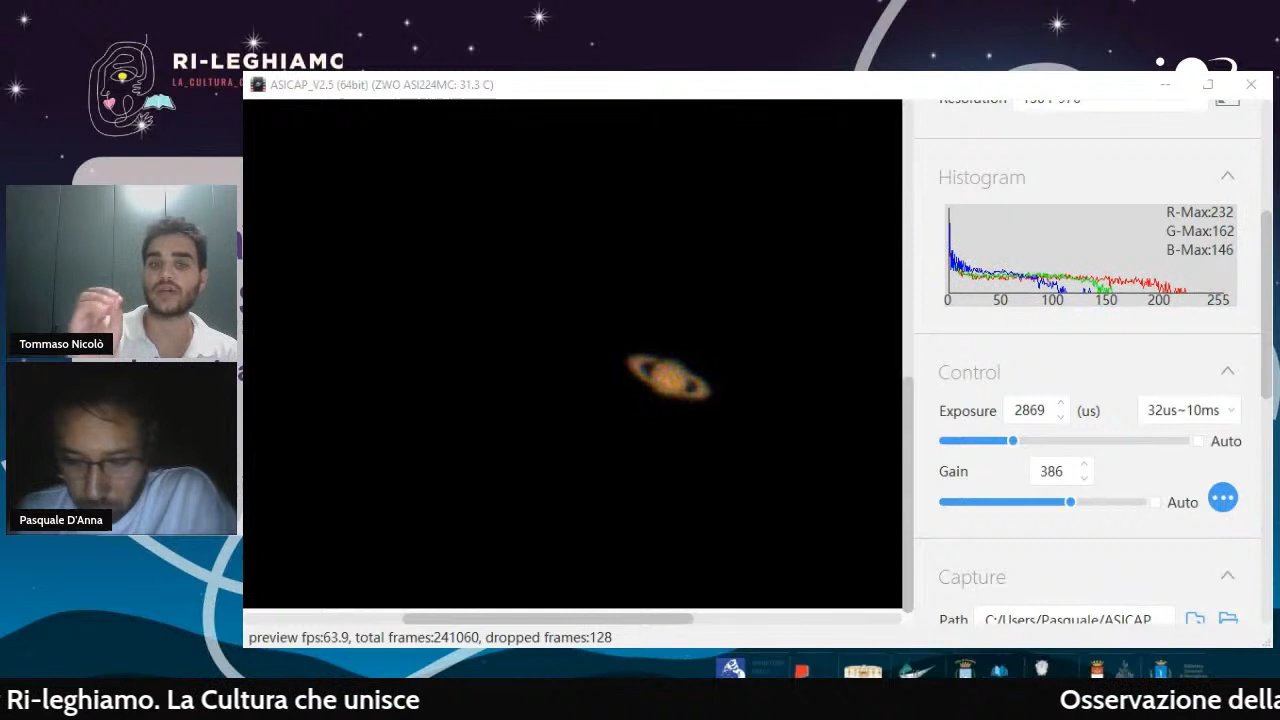 RI-LEGHIAMO
LA_CULTURA_C
ASICAP_V2.5 (64bit) (ZWO ASI224MC: 31.3 C)
Resolution
Histogram
R-Max:232
G-Max:162
B-Max:146
0 50 100 150 200 255
Control
Exposure 2869 (us) 32us~10ms
Auto
Gain 386
Auto
Capture
Path C:/Users/Pasquale/ASICAP
Tommaso Nicolò
Pasquale D'Anna
preview fps:63.9, total frames:241060, dropped frames:128
Ri-leghiamo. La Cultura che unisce
Osservazione della